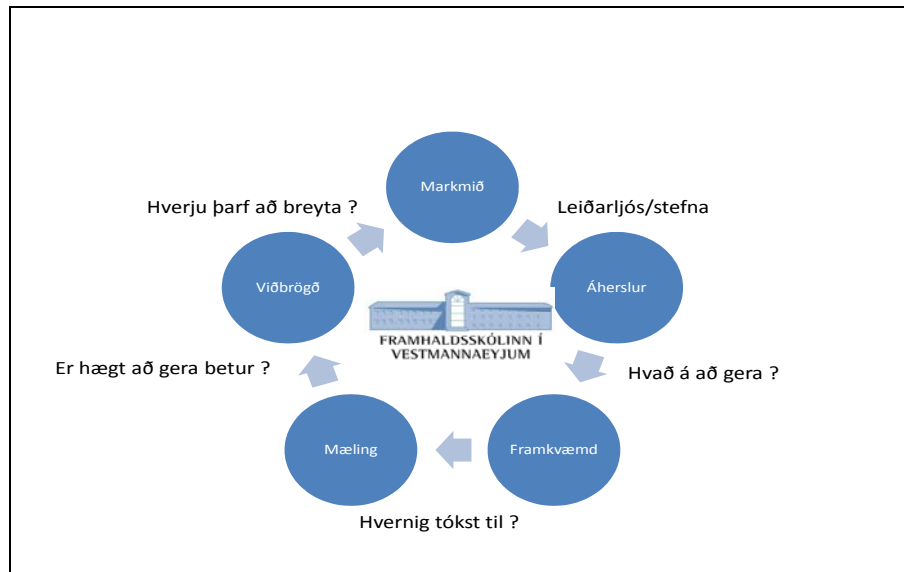 Markmið
Hverju þarf að breyta ?
Leiðarljós/stefna
Viðbrögð
Áherslur
FRAMHALDSSKÓLINN Í
VESTMANNAEYJUM
Er hægt að gera betur ?
Hvað á að gera ?
Mæling
Framkvæmd
Hvernig tókst til ?